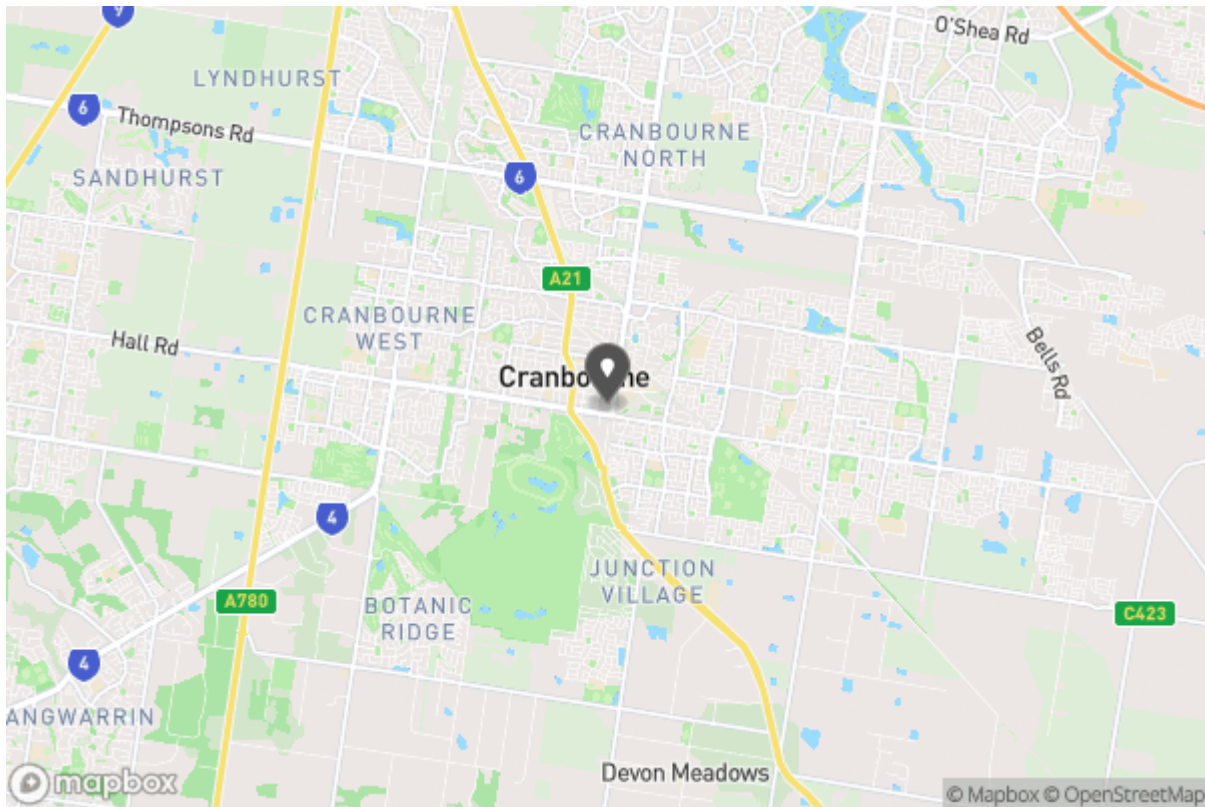 9
O'Shea Rd
LYNDHURST
6
Thompsons Rd
CRANBOURNE
NORTH
6
SANDHURST
A21
CRANBOURNE
WEST
Hall Rd
Bells Rd
Cranbourne
4
JUNCTION
VILLAGE
A780
BOTANIC
RIDGE
C423
4
ANGWARRIN
Devon Meadows
mapbox
© Mapbox © OpenStreetMap